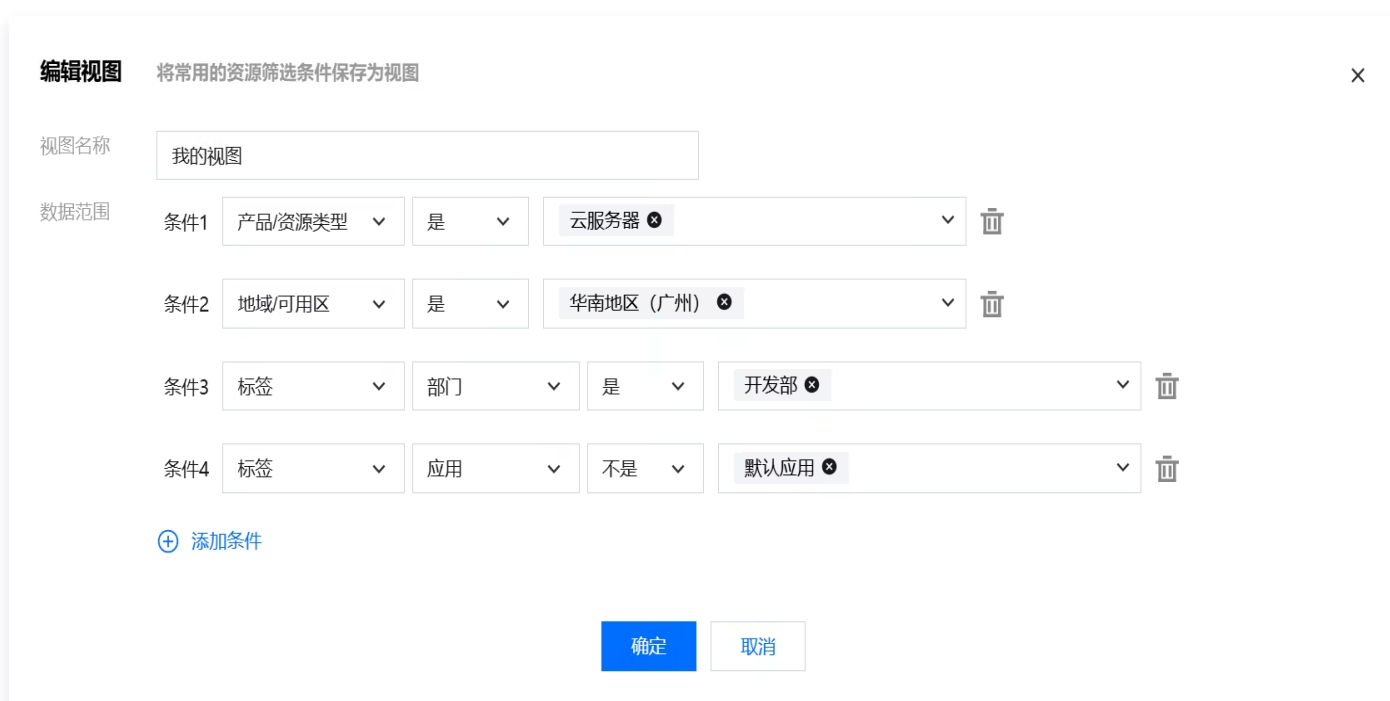 编辑视图 将常用的资源筛选条件保存为视图
视图名称 我的视图
数据范围 条件1 产品/资源类型 是 云服务器
条件2 地域/可用区 是 华南地区（广州）
条件3 标签 部门 是 开发部
条件4 标签 应用 不是 默认应用
添加条件
确定 取消